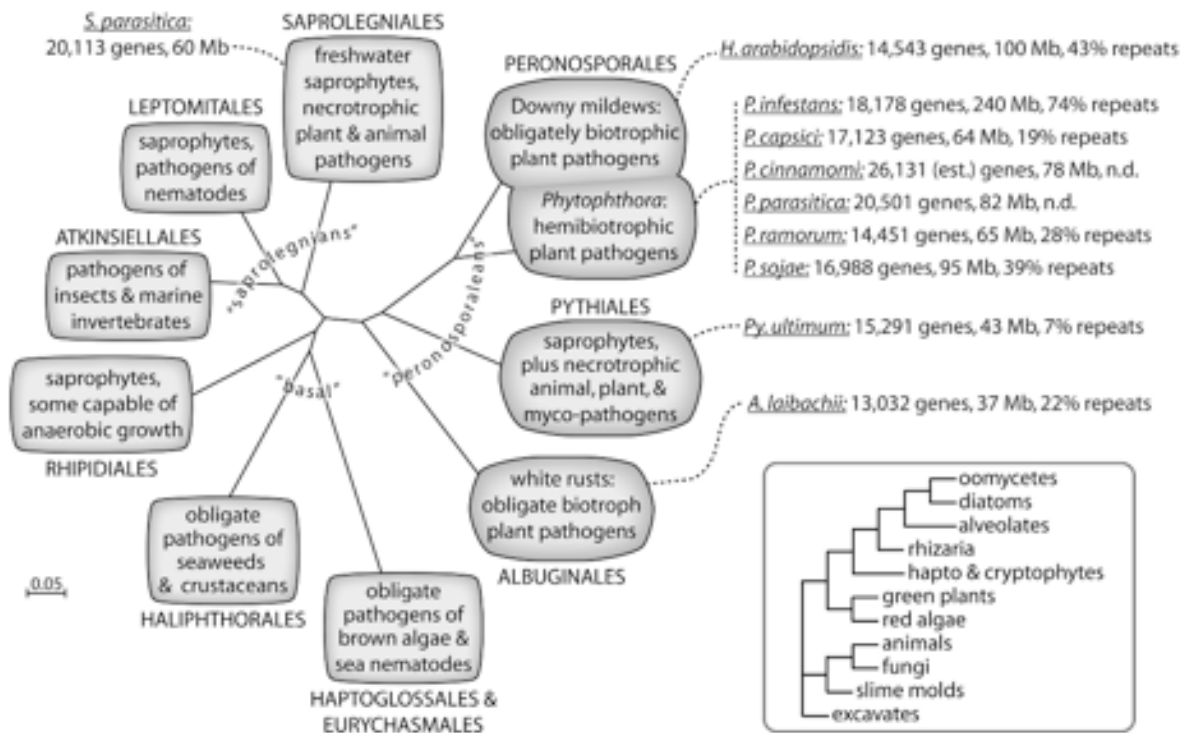 S. parasitica:
20,113 genes, 60 Mb
SAPROLEGNIALES
freshwater
saprophytes,
necrotrophic
plant & animal
pathogens
LEPTOMITALES
saprophytes,
pathogens of
nematodes
ATKINSIELLALES
pathogens of
insects & marine
invertebrates
"saprolegnians"
saprophytes,
some capable of
anaerobic growth
RHIPIDIALES
"basal"
obligate
pathogens of
seaweeds
& crustaceans
HALIPHTHORALES
0.05
obligate
pathogens of
brown algae &
sea nematodes
HAPTOGLOSSALES &
EURYCHASMALES
PERONOSPORALES
Downy mildews:
obligately biotrophic
plant pathogens
Phytophthora:
hemibiotrophic
plant pathogens
"peronosporaleans"
PYTHIALES
saprophytes,
plus necrotrophic
animal, plant, &
myco-pathogens
white rusts:
obligate biotroph
plant pathogens
ALBUGINALES
H. arabidopsidis: 14,543 genes, 100 Mb, 43% repeats
P. infestans: 18,178 genes, 240 Mb, 74% repeats
P. capsici: 17,123 genes, 64 Mb, 19% repeats
P. cinnamomi: 26,131 (est.) genes, 78 Mb, n.d.
P. parasitica: 20,501 genes, 82 Mb, n.d.
P. ramorum: 14,451 genes, 65 Mb, 28% repeats
P. sojae: 16,988 genes, 95 Mb, 39% repeats
Py. ultimum: 15,291 genes, 43 Mb, 7% repeats
A. laibachii: 13,032 genes, 37 Mb, 22% repeats
oomycetes
diatoms
alveolates
rhizaria
hapto & cryptophytes
green plants
red algae
animals
fungi
slime molds
excavates